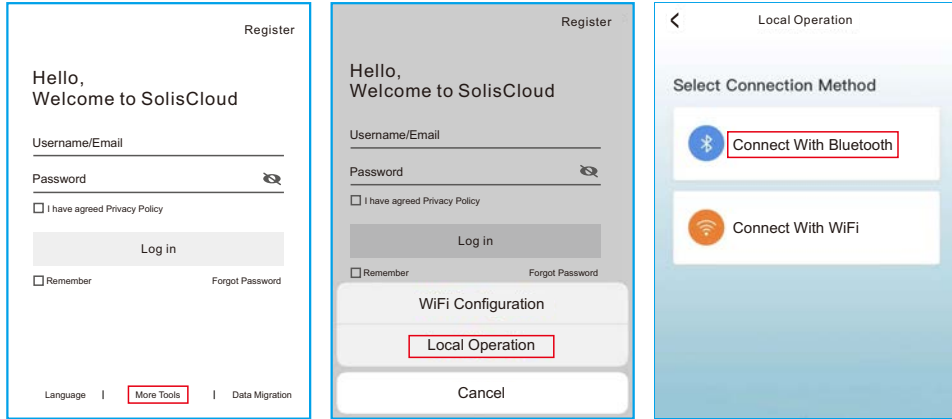 Register
Hello,
Welcome to SolisCloud
Username/Email
Password
I have agreed Privacy Policy
Log in
Remember Forgot Password
Language | More Tools | Data Migration
Register
Hello,
Welcome to SolisCloud
Username/Email
Password
I have agreed Privacy Policy
Log in
Remember Forgot Password
WiFi Configuration
Local Operation
Cancel
Local Operation
Select Connection Method
Connect With Bluetooth
Connect With WiFi